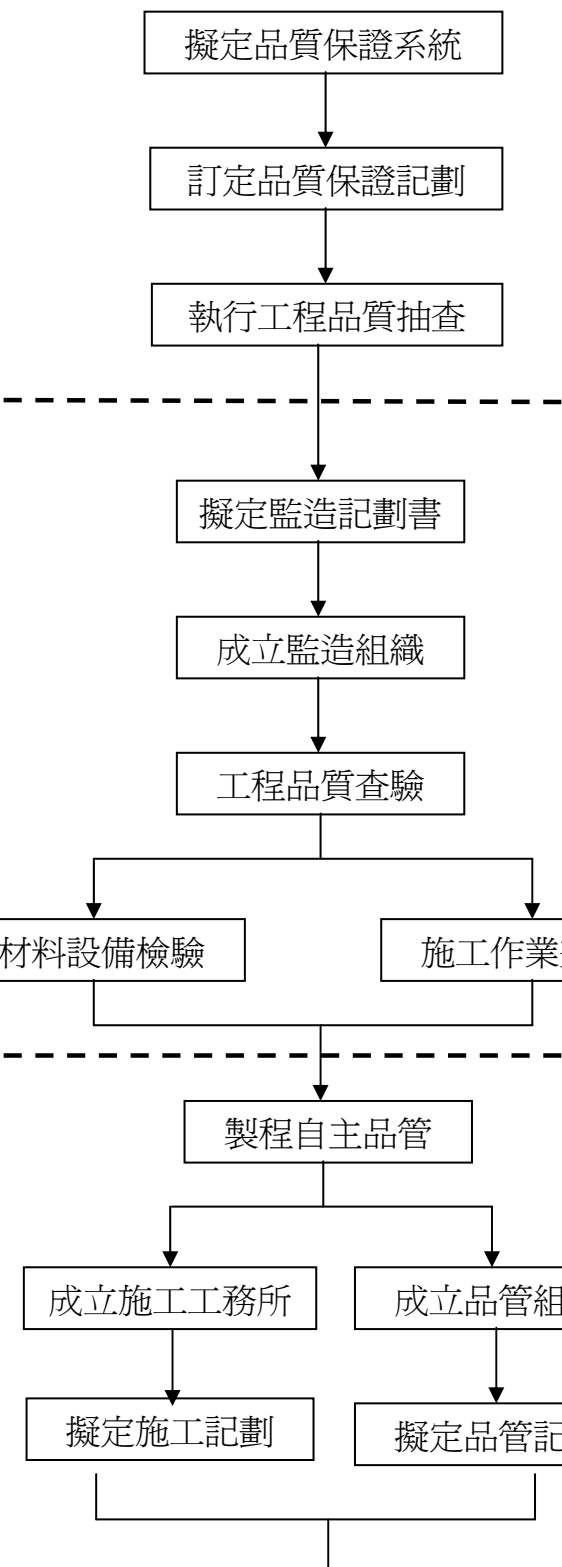 擬定品質保證系統
訂定品質保證記劃
執行工程品質抽查
擬定監造記劃書
成立監造組織
工程品質查驗
材料設備檢驗
施工作業
製程自主品管
成立施工工務所
成立品管組
擬定施工記劃
擬定品管記